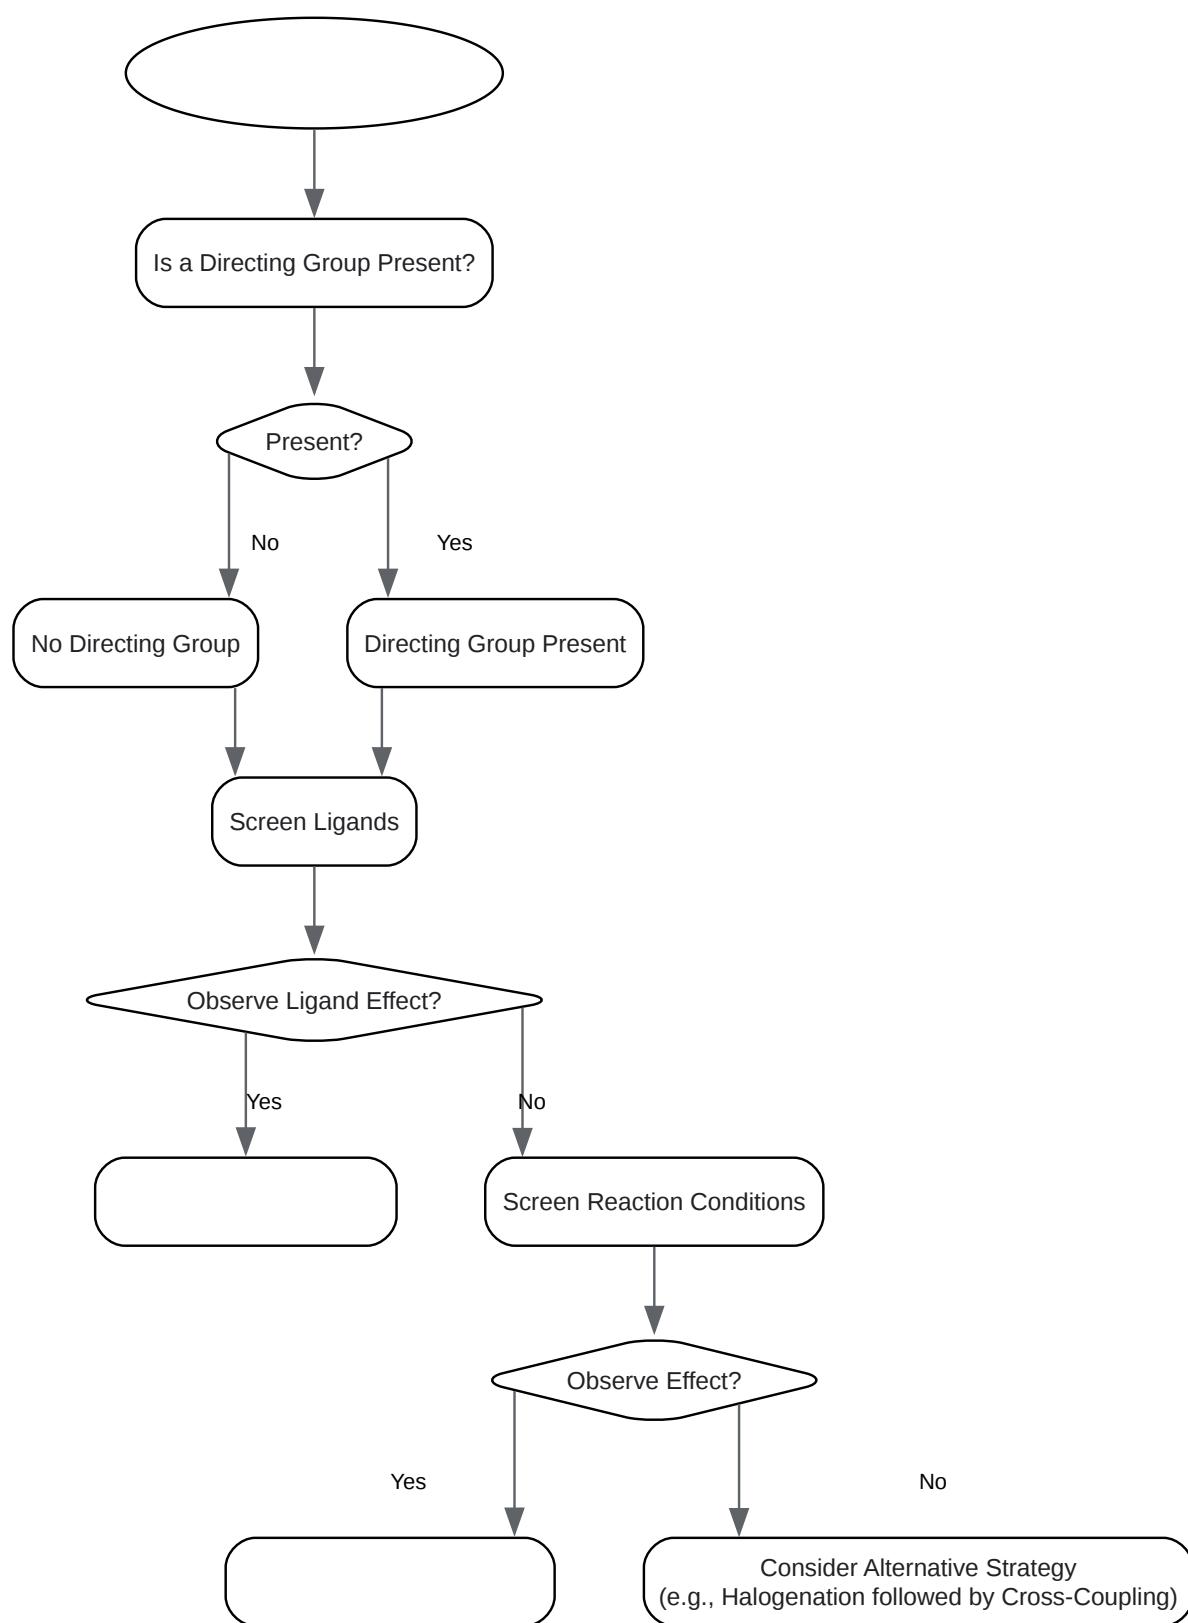 Is a Directing Group Present?
Present?
No
Yes
No Directing Group
Directing Group Present
Screen Ligands
Observe Ligand Effect?
Yes
No
Screen Reaction Conditions
Observe Effect?
Yes
No
Consider Alternative Strategy
(e.g., Halogenation followed by Cross-Coupling)